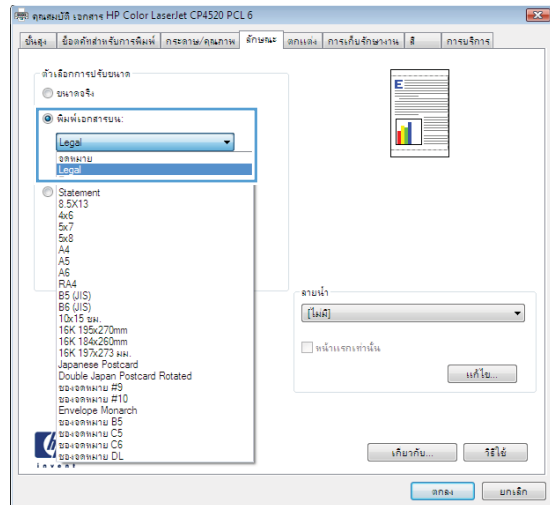 คุณสมบัติ เอกสาร HP Color LaserJet CP4520 PCL 6
ขั้นสูง
ช็อตคัทสำหรับการพิมพ์
กระดาษ/คุณภาพ
ลักษณะ
ตกแต่ง
การเก็บรักษางาน
สี
การบริการ
ตัวเลือกการปรับขนาด
ขนาดจริง
พิมพ์เอกสารบน:
Legal
จดหมาย
Legal
Statement
8.5X13
4x6
5x7
5x8
A4
A5
A6
RA4
B5 (JIS)
B6 (JIS)
10x15 ซม.
16K 195x270mm
16K 184x260mm
16K 197x273 มม.
Japanese Postcard
Double Japan Postcard Rotated
ซองจดหมาย #9
ซองจดหมาย #10
Envelope Monarch
ซองจดหมาย B5
ซองจดหมาย C5
ซองจดหมาย C6
ซองจดหมาย DL
E
ลายน้ำ
[ไม่มี]
หน้าแรกเท่านั้น
แก้ไข...
invent
เกี่ยวกับ...
วิธีใช้
ตกลง
ยกเลิก